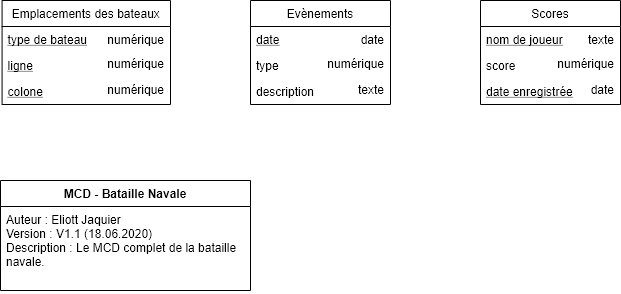 Emplacements des bateaux
type de bateau numérique
ligne numérique
colone numérique
Evènements
date date
type numérique
description texte
Scores
nom de joueur texte
score numérique
date enregistrée date
MCD - Bataille Navale
Auteur : Eliott Jaquier
Version : V1.1 (18.06.2020)
Description : Le MCD complet de la bataille
navale.